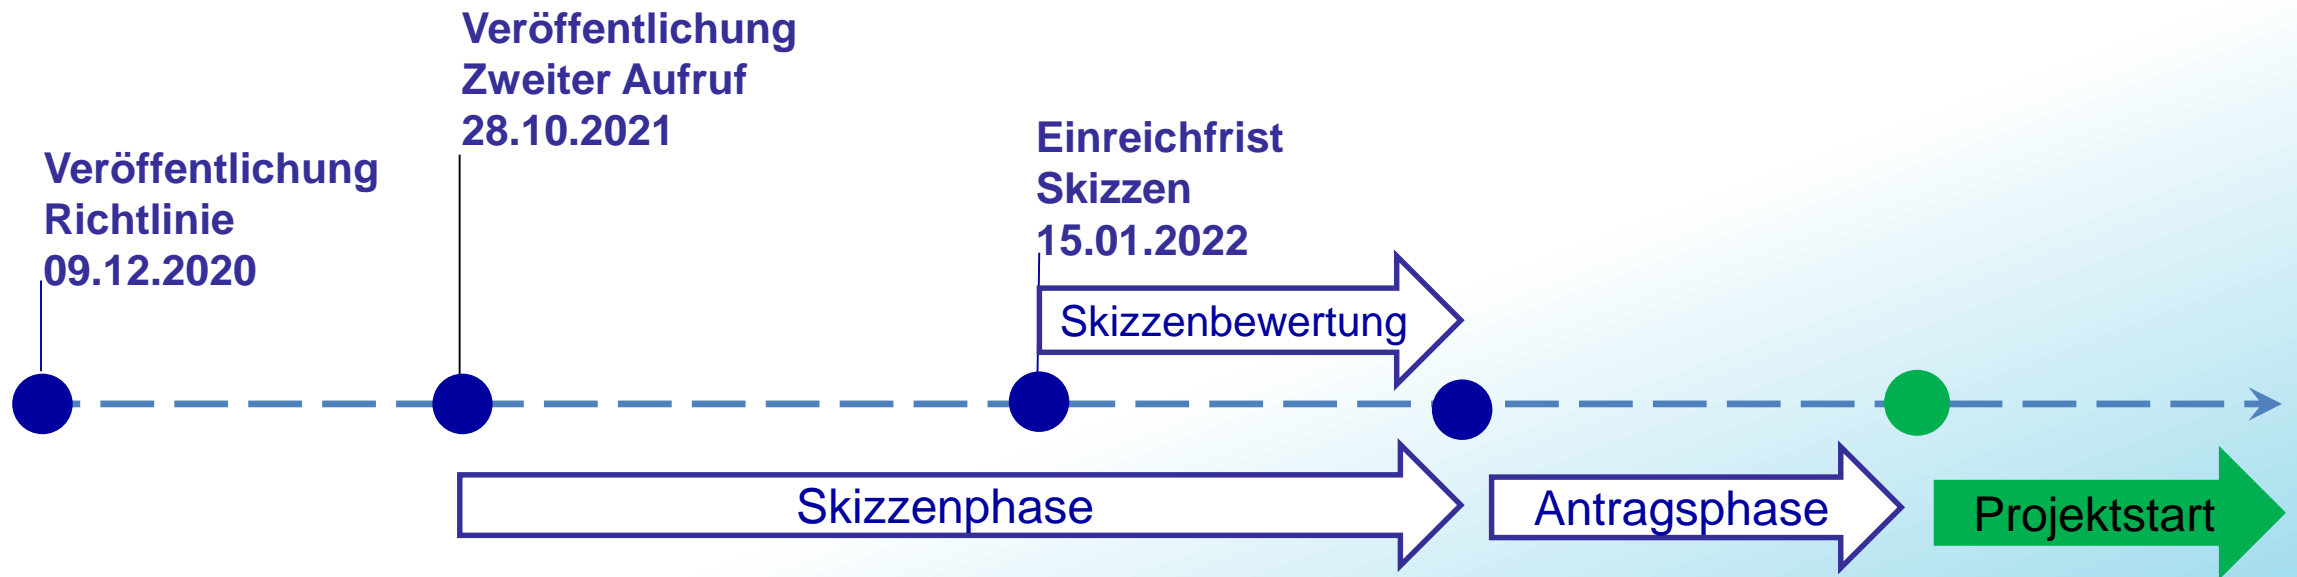 Veröffentlichung
Richtlinie
09.12.2020
Veröffentlichung
Zweiter Aufruf
28.10.2021
Einreichfrist
Skizzen
15.01.2022
Skizzenbewertung
Skizzenphase
Antragsphase
Projektstart